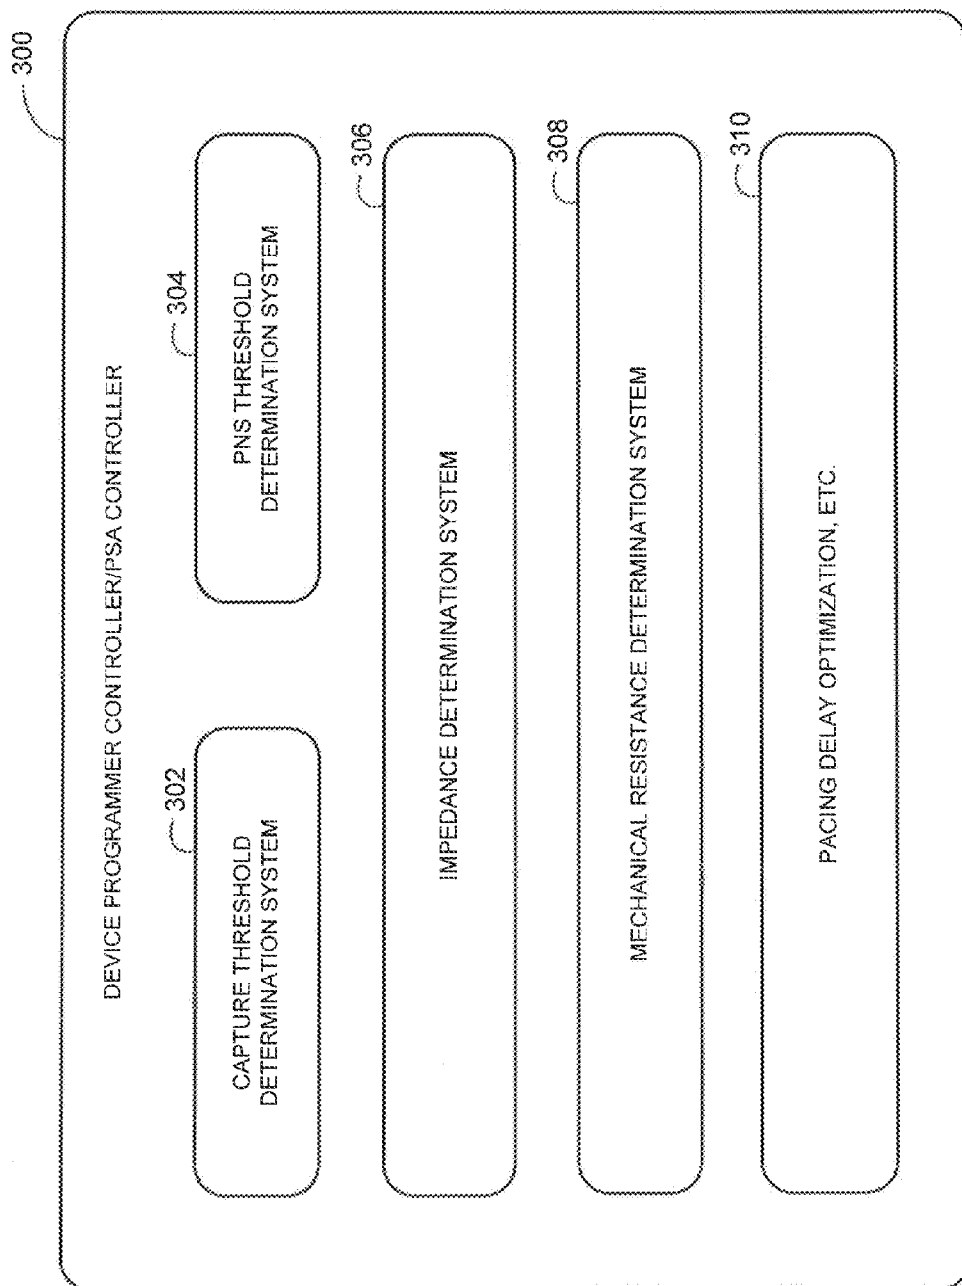 300
DEVICE PROGRAMMER CONTROLLER/PSA CONTROLLER
302
CAPTURE THRESHOLD
DETERMINATION SYSTEM
304
PNS THRESHOLD
DETERMINATION SYSTEM
306
IMPEDANCE DETERMINATION SYSTEM
308
MECHANICAL RESISTANCE DETERMINATION SYSTEM
310
PACING DELAY OPTIMIZATION, ETC.